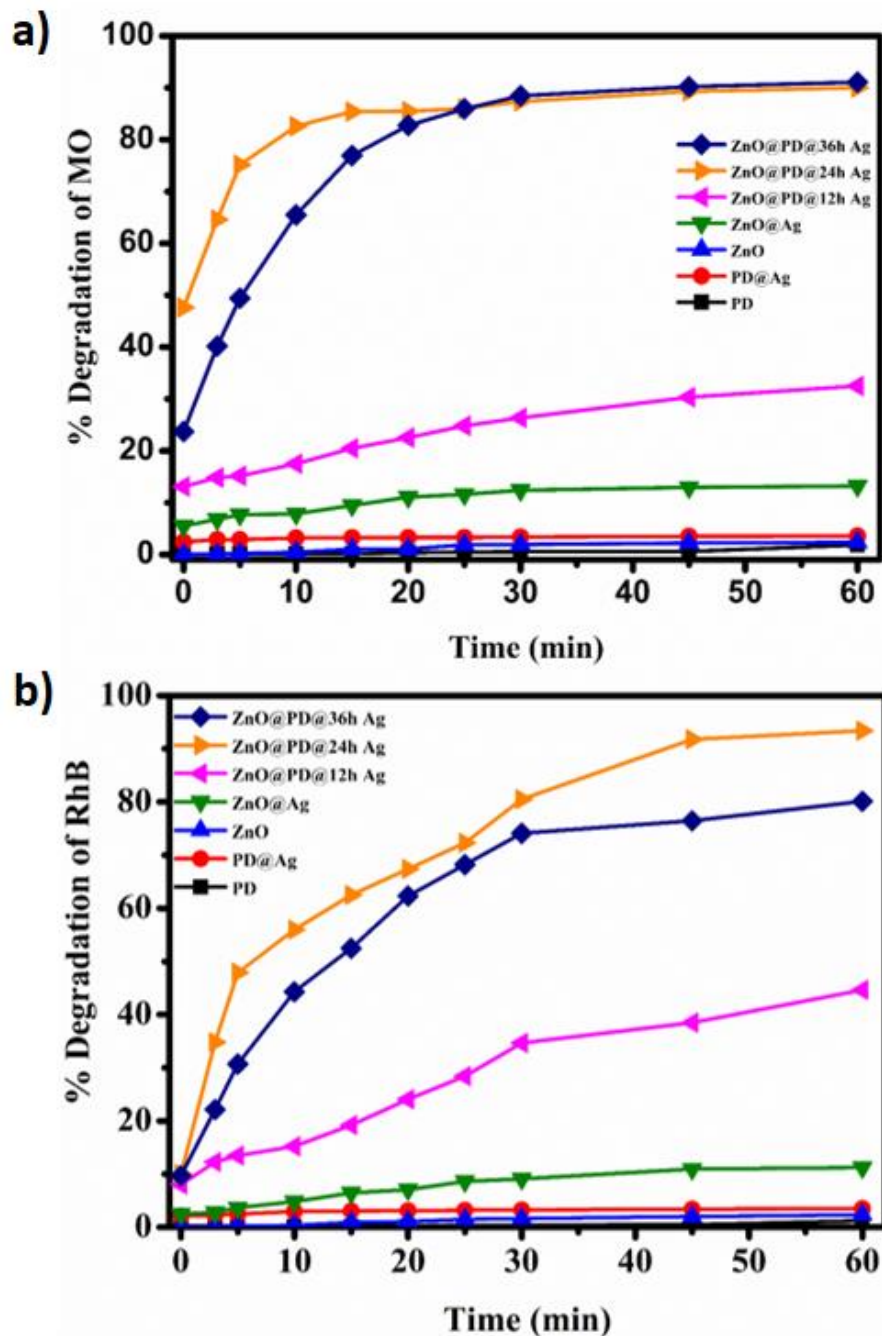 a)
100
80
60
40
20
0
% Degradation of MO
ZnO@PD@36h Ag
ZnO@PD@24h Ag
ZnO@PD@12h Ag
ZnO@Ag
ZnO
PD@Ag
PD
0 10 20 30 40 50 60
Time (min)
b)
100
80
60
40
20
0
% Degradation of RhB
ZnO@PD@36h Ag
ZnO@PD@24h Ag
ZnO@PD@12h Ag
ZnO@Ag
ZnO
PD@Ag
PD
0 10 20 30 40 50 60
Time (min)